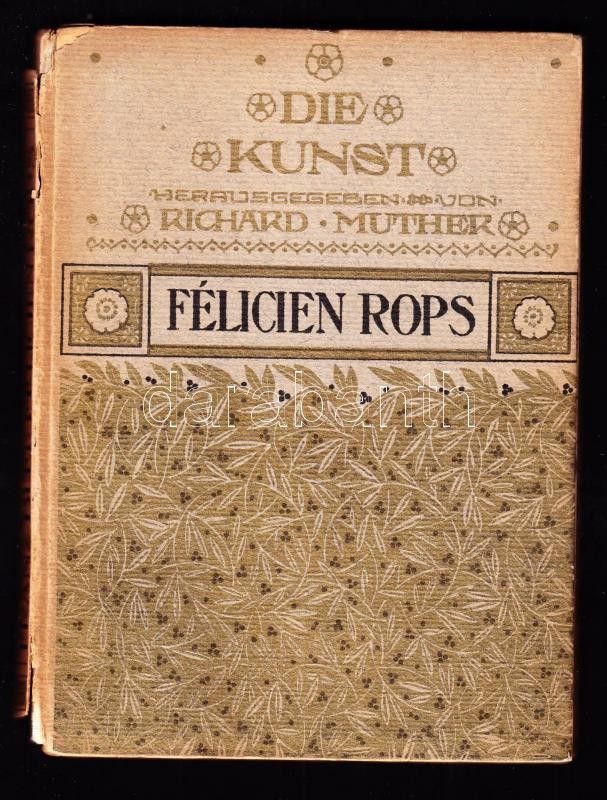 DIE
KUNST
HERAUSGEGEBEN VON
RICHARD · MUTHER
FÉLICIEN ROPS
darabanth